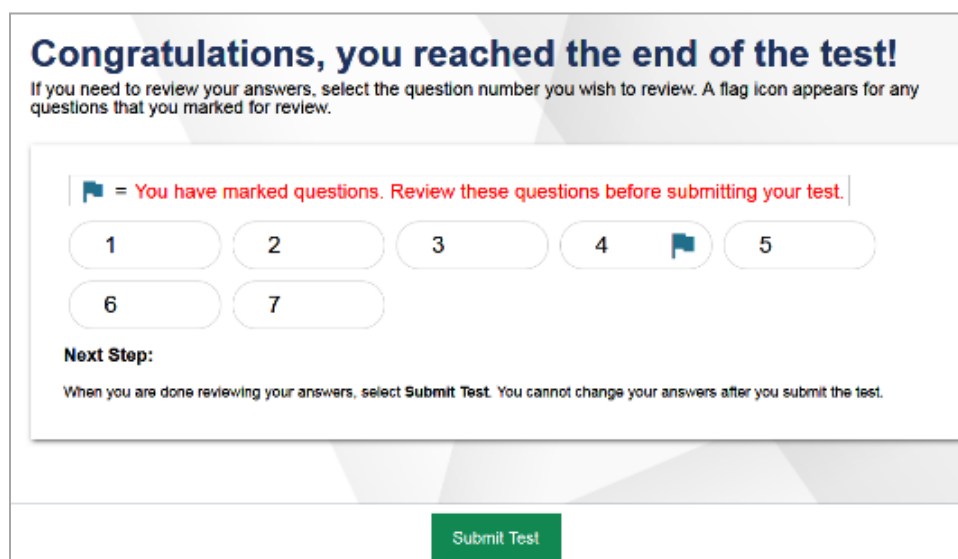 Congratulations, you reached the end of the test!
If you need to review your answers, select the question number you wish to review. A flag icon appears for any
questions that you marked for review.
= You have marked questions. Review these questions before submitting your test.
1 2 3 4 5
6 7
Next Step:
When you are done reviewing your answers, select Submit Test. You cannot change your answers after you submit the test.
Submit Test